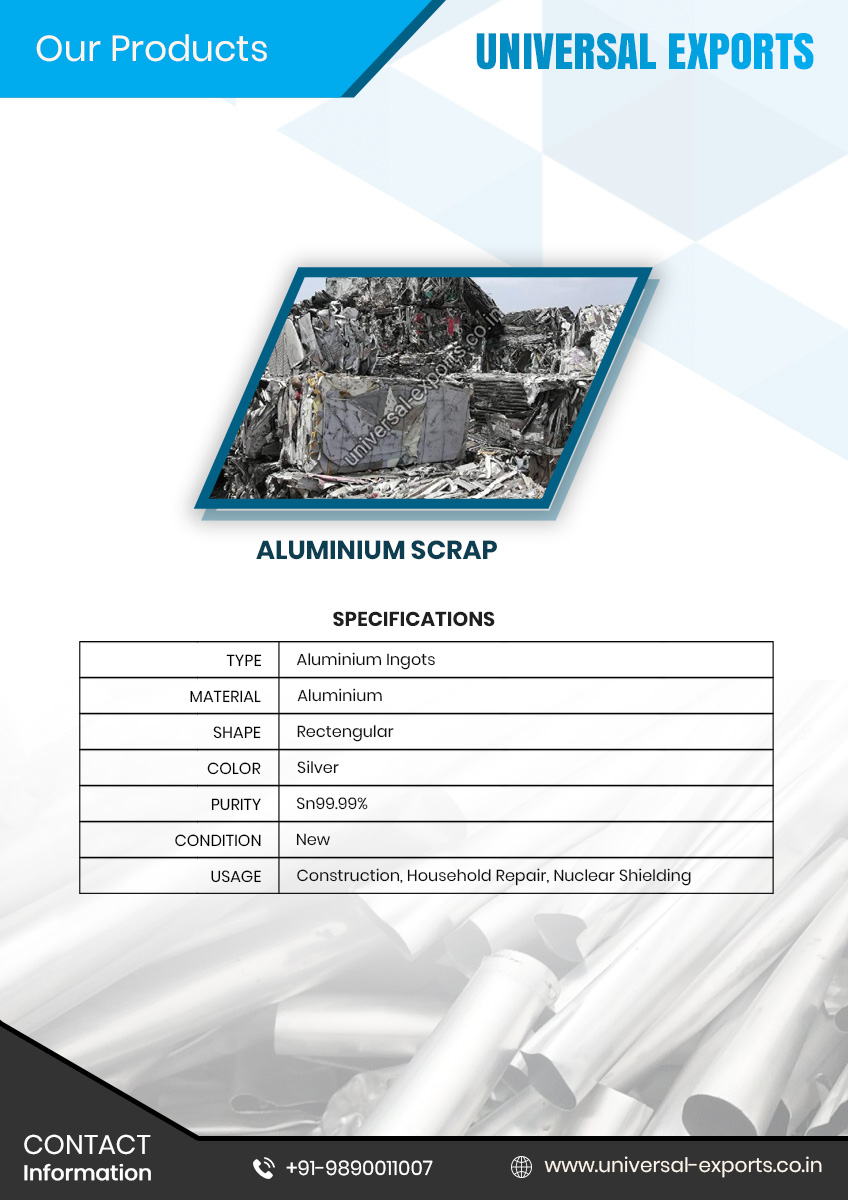 Our Products
UNIVERSAL EXPORTS
universal-exports.co.in
ALUMINIUM SCRAP
SPECIFICATIONS
TYPE Aluminium Ingots
MATERIAL Aluminium
SHAPE Rectengular
COLOR Silver
PURITY Sn99.99%
CONDITION New
USAGE Construction, Household Repair, Nuclear Shielding
CONTACT
Information
+91-9890011007
www.universal-exports.co.in